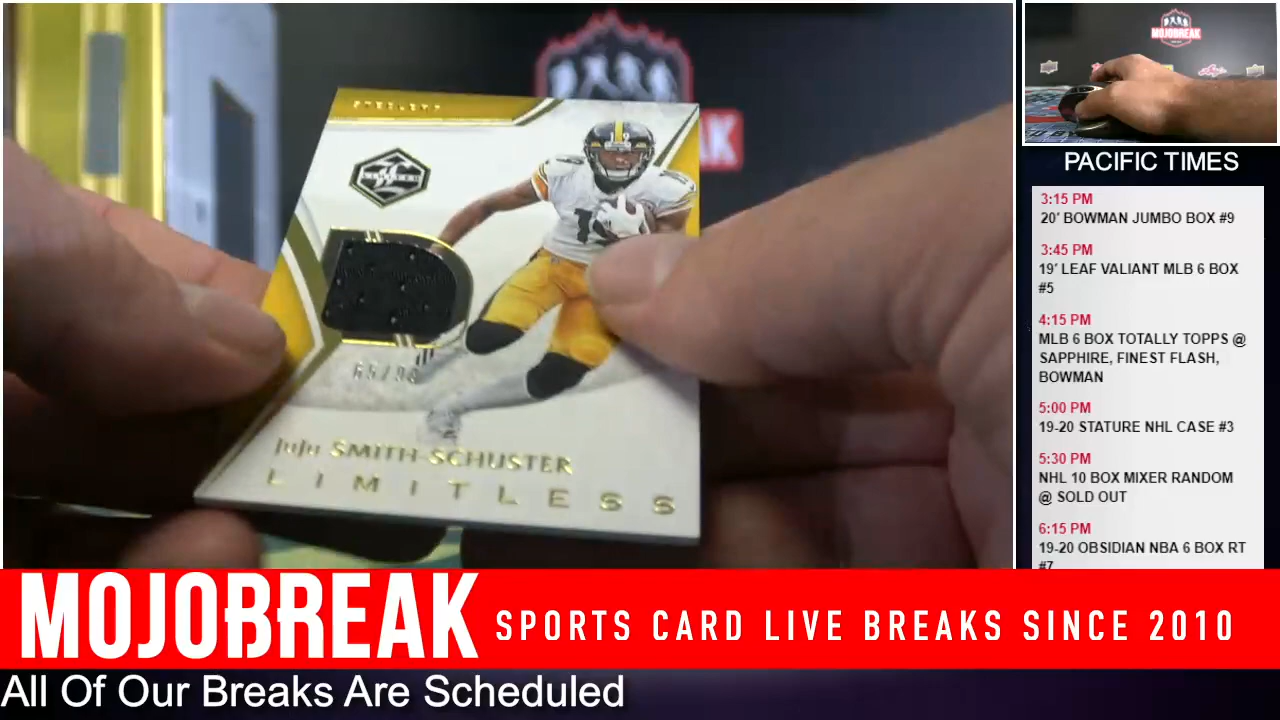 STEELERS
19
JuJu SMITH-SCHUSTER
LIMITLESS
MOJOBREAK
PACIFIC TIMES
3:15 PM
20' BOWMAN JUMBO BOX #9
3:45 PM
19' LEAF VALIANT MLB 6 BOX
#5
4:15 PM
MLB 6 BOX TOTALLY TOPPS @
SAPPHIRE, FINEST FLASH,
BOWMAN
5:00 PM
19-20 STATURE NHL CASE #3
5:30 PM
NHL 10 BOX MIXER RANDOM
@ SOLD OUT
6:15 PM
19-20 OBSIDIAN NBA 6 BOX RT
#7
MOJOBREAK SPORTS CARD LIVE BREAKS SINCE 2010
All Of Our Breaks Are Scheduled